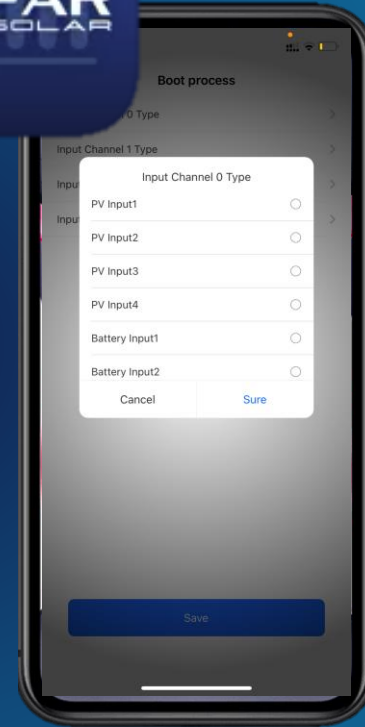 FAR
SOLAR
Boot process
0 Type
Input Channel 1 Type
Input Channel 0 Type
PV Input1
PV Input2
PV Input3
PV Input4
Battery Input1
Battery Input2
Cancel
Sure
Save